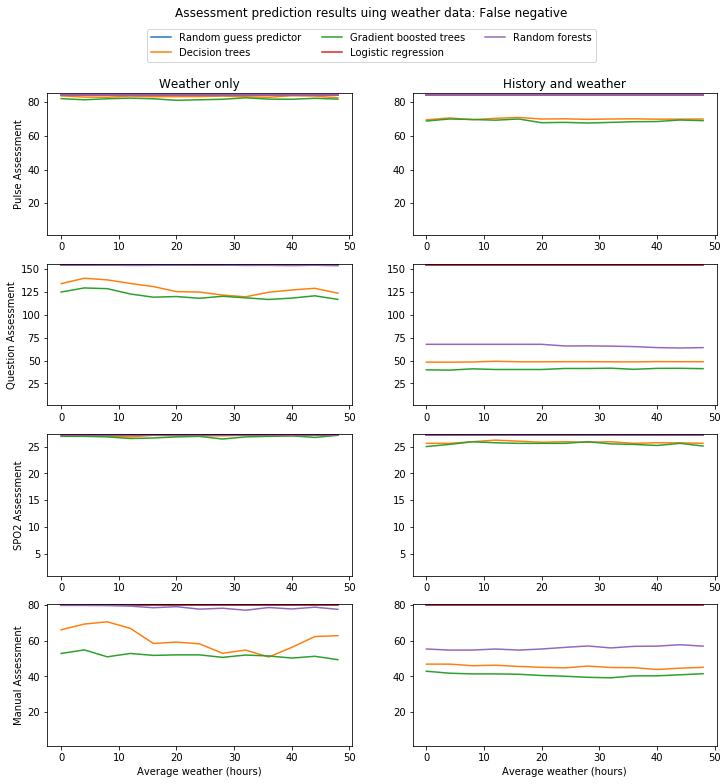 Assessment prediction results uing weather data: False negative
Random guess predictor Gradient boosted trees Random forests
Decision trees Logistic regression
Weather only History and weather
Pulse Assessment
80 80
60 60
40 40
20 20
0 10 20 30 40 50 0 10 20 30 40 50
Question Assessment
150 150
125 125
100 100
75 75
50 50
25 25
0 10 20 30 40 50 0 10 20 30 40 50
SPO2 Assessment
25 25
20 20
15 15
10 10
5 5
0 10 20 30 40 50 0 10 20 30 40 50
Manual Assessment
80 80
60 60
40 40
20 20
0 10 20 30 40 50 0 10 20 30 40 50
Average weather (hours) Average weather (hours)